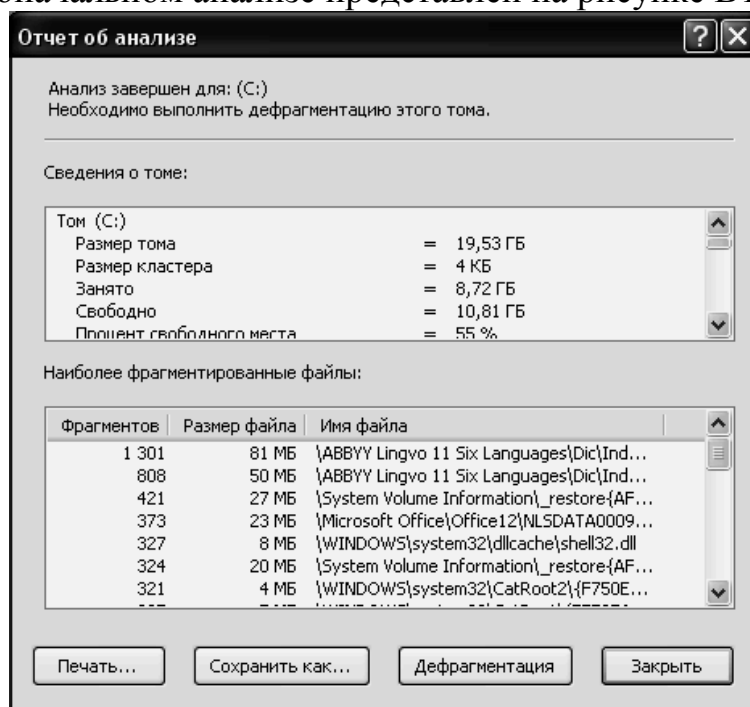 оначальном анализе представлен на рисунке
Отчет об анализе
Анализ завершен для: (C:)
Необходимо выполнить дефрагментацию этого тома.
Сведения о томе:
Том (C:)
Размер тома = 19,53 ГБ
Размер кластера = 4 КБ
Занято = 8,72 ГБ
Свободно = 10,81 ГБ
Процент свободного места = 55 %
Наиболее фрагментированные файлы:
Фрагментов Размер файла Имя файла
1 301 81 МБ \ABBYY Lingvo 11 Six Languages\Dic\Ind...
808 50 МБ \ABBYY Lingvo 11 Six Languages\Dic\Ind...
421 27 МБ \System Volume Information\_restore{AF...
373 23 МБ \Microsoft Office\Office12\NLSDATA0009...
327 8 МБ \WINDOWS\system32\dllcache\shell32.dll
324 20 МБ \System Volume Information\_restore{AF...
321 4 МБ \WINDOWS\system32\CatRoot2\{F750E...
Печать... Сохранить как... Дефрагментация Закрыть